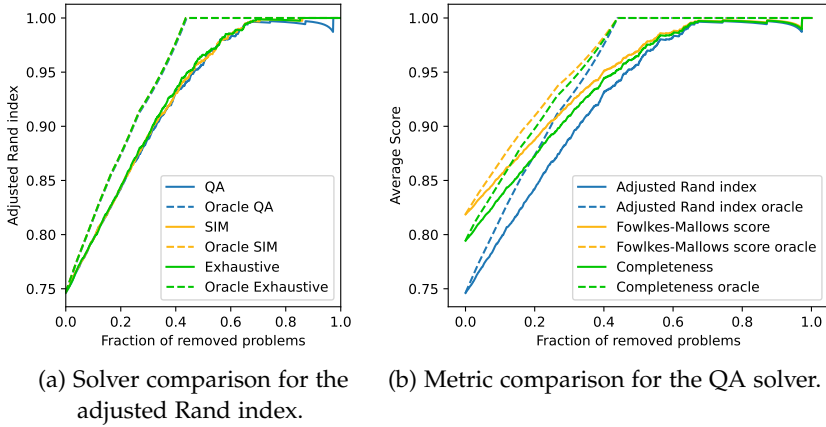 1.00
0.95
0.90
0.85
0.80
0.75
Adjusted Rand index
QA
Oracle QA
SIM
Oracle SIM
Exhaustive
Oracle Exhaustive
0.0 0.2 0.4 0.6 0.8 1.0
Fraction of removed problems
(a) Solver comparison for the
adjusted Rand index.
1.00
0.95
0.90
0.85
0.80
0.75
Average Score
Adjusted Rand index
Adjusted Rand index oracle
Fowlkes-Mallows score
Fowlkes-Mallows score oracle
Completeness
Completeness oracle
0.0 0.2 0.4 0.6 0.8 1.0
Fraction of removed problems
(b) Metric comparison for the QA solver.